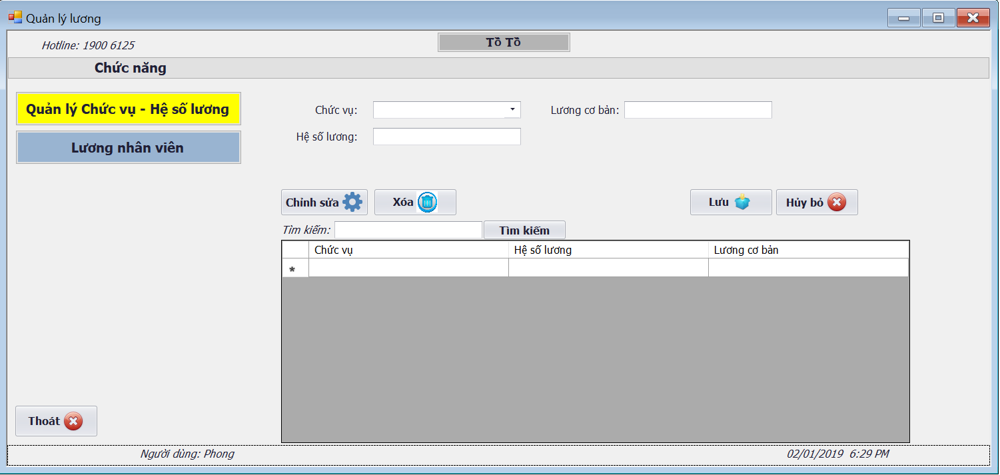 Quản lý lương
Hotline: 1900 6125
Tồ Tồ
Chức năng
Quản lý Chức vụ - Hệ số lương
Lương nhân viên
Chức vụ:
Lương cơ bản:
Hệ số lương:
Chỉnh sửa
Xóa
Lưu
Hủy bỏ
Tìm kiếm:
Tìm kiếm
Chức vụ Hệ số lương Lương cơ bản
*
Thoát
Người dùng: Phong
02/01/2019 6:29 PM